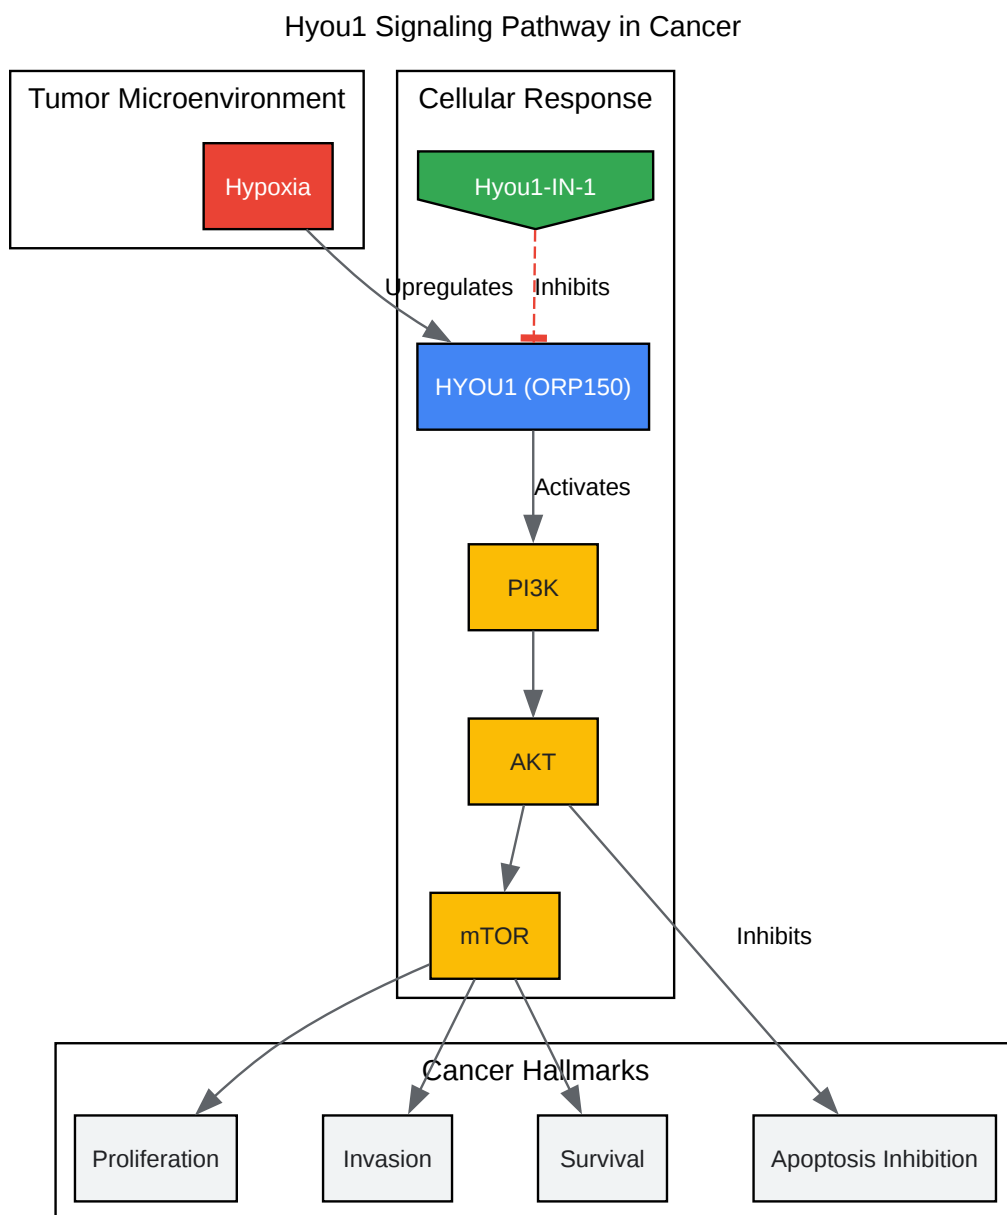 Hyou1 Signaling Pathway in Cancer
Tumor Microenvironment
Cellular Response
Hypoxia
Hyou1-IN-1
Upregulates
Inhibits
HYOU1 (ORP150)
Activates
PI3K
AKT
mTOR
Inhibits
Cancer Hallmarks
Proliferation
Invasion
Survival
Apoptosis Inhibition